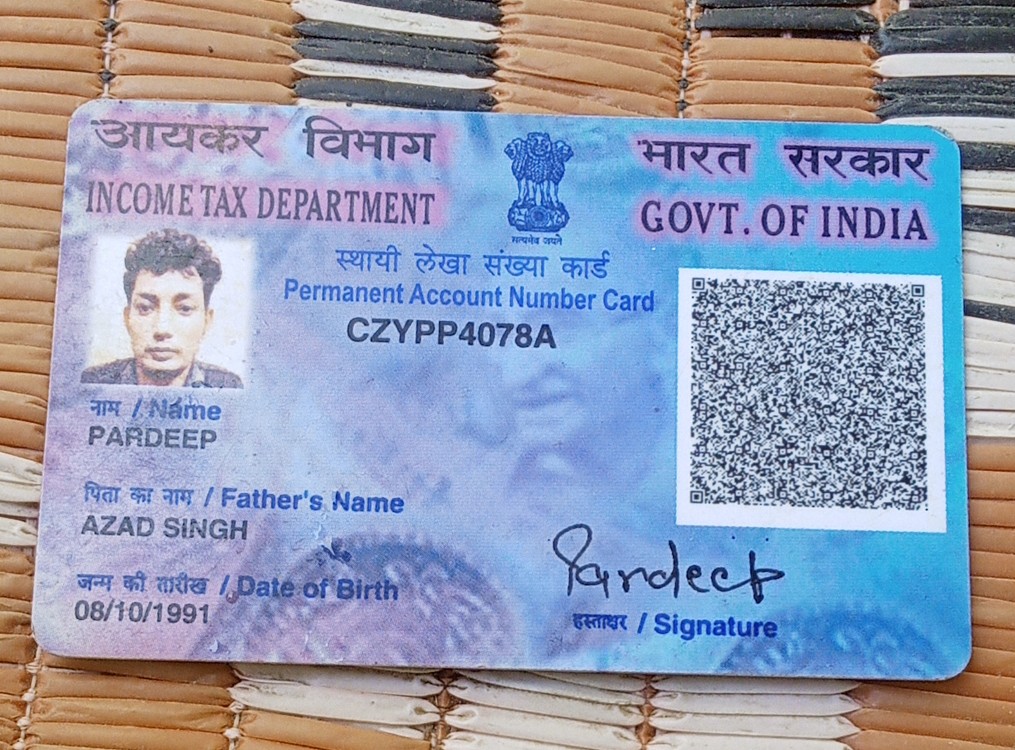 आयकर विभाग
INCOME TAX DEPARTMENT
भारत सरकार
GOVT. OF INDIA
सत्यमेव जयते
स्थायी लेखा संख्या कार्ड
Permanent Account Number Card
CZYPP4078A
नाम / Name
PARDEEP
पिता का नाम / Father's Name
AZAD SINGH
जन्म की तारीख / Date of Birth
08/10/1991
Pardeep
हस्ताक्षर / Signature